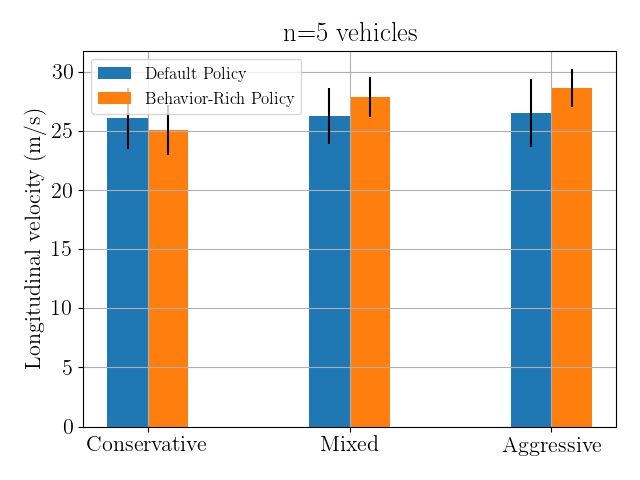 n=5 vehicles
Default Policy
Behavior-Rich Policy
Longitudinal velocity (m/s)
30
25
20
15
10
5
0
Conservative
Mixed
Aggressive